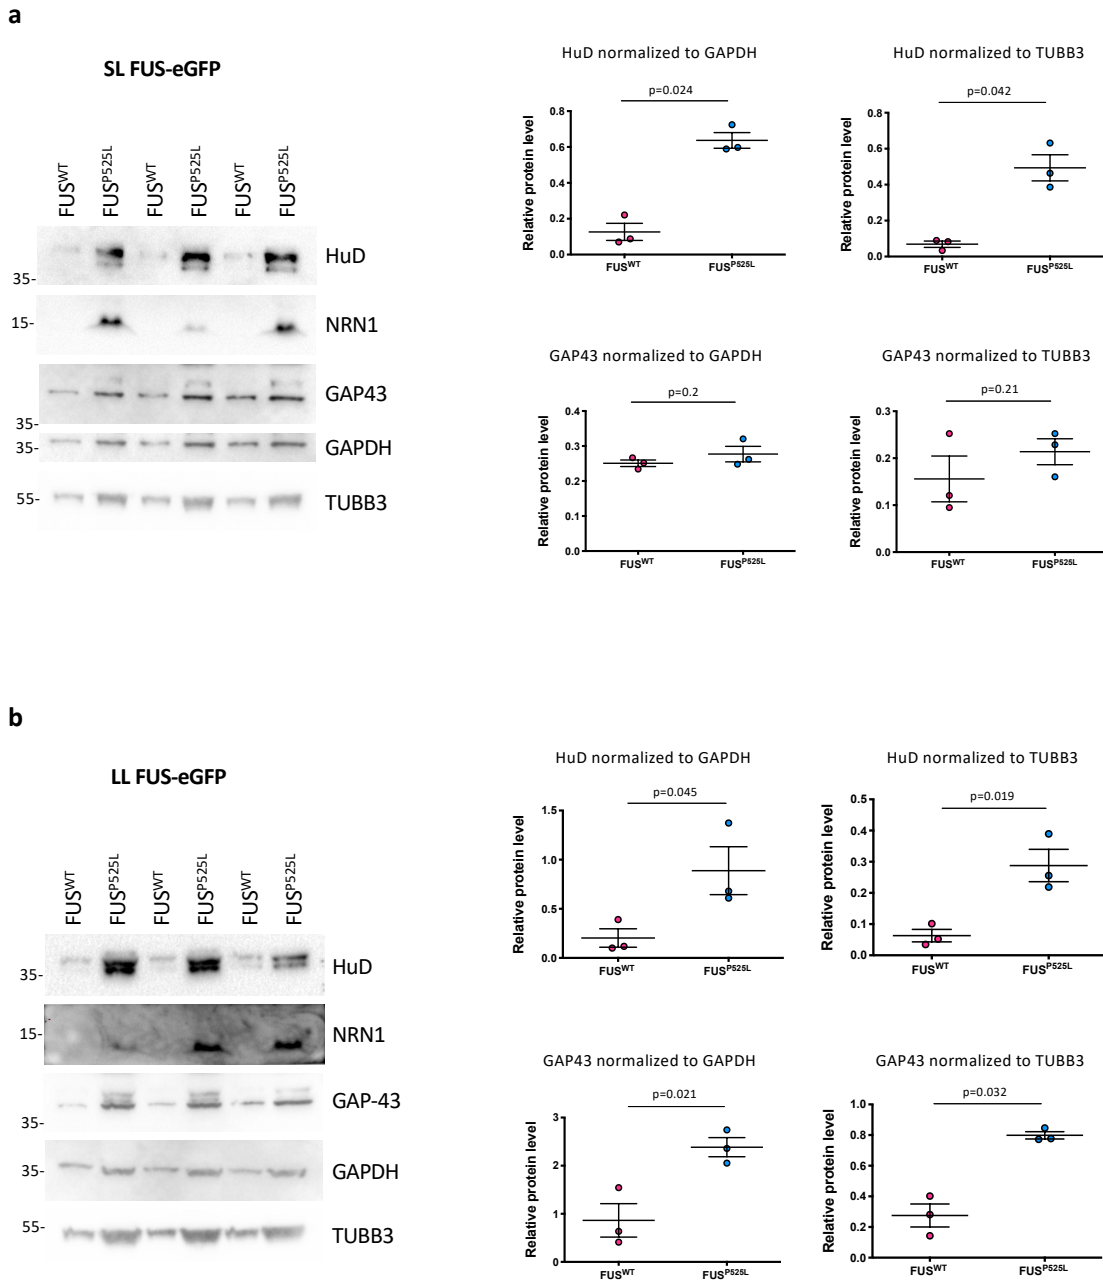 a
SL FUS-eGFP
FUSWT FUSP525L FUSWT FUSP525L FUSWT FUSP525L
HuD
35-
15-
NRN1
GAP43
35-
35-
GAPDH
55-
TUBB3
HuD normalized to GAPDH
p=0.024
Relative protein level
0.8
0.6
0.4
0.2
0.0
FUSWT FUSP525L
HuD normalized to TUBB3
p=0.042
Relative protein level
0.8
0.6
0.4
0.2
0.0
FUSWT FUSP525L
GAP43 normalized to GAPDH
p=0.2
Relative protein level
0.4
0.3
0.2
0.1
0.0
FUSWT FUSP525L
GAP43 normalized to TUBB3
p=0.21
Relative protein level
0.3
0.2
0.1
0.0
FUSWT FUSP525L
b
LL FUS-eGFP
FUSWT FUSP525L FUSWT FUSP525L FUSWT FUSP525L
HuD
35-
15-
NRN1
GAP-43
35-
35-
GAPDH
55-
TUBB3
HuD normalized to GAPDH
p=0.045
Relative protein level
1.5
1.0
0.5
0.0
FUSWT FUSP525L
HuD normalized to TUBB3
p=0.019
Relative protein level
0.5
0.4
0.3
0.2
0.1
0.0
FUSWT FUSP525L
GAP43 normalized to GAPDH
p=0.021
Relative protein level
3
2
1
0
FUSWT FUSP525L
GAP43 normalized to TUBB3
p=0.032
Relative protein level
1.0
0.8
0.6
0.4
0.2
0.0
FUSWT FUSP525L